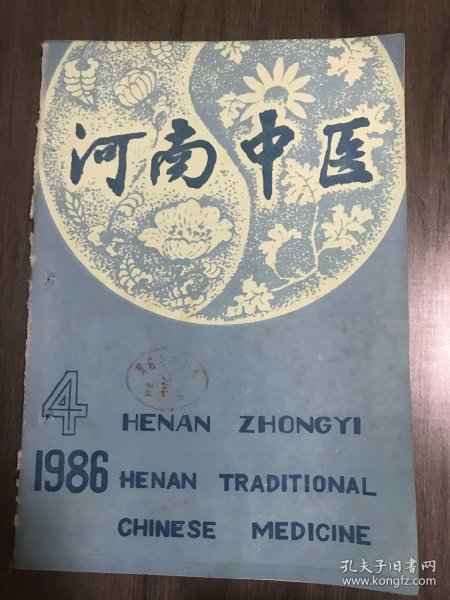 河南中医
4
HENAN ZHONGYI
1986 HENAN TRADITIONAL
CHINESE MEDICINE
孔夫子旧书网
www.kongfz.com